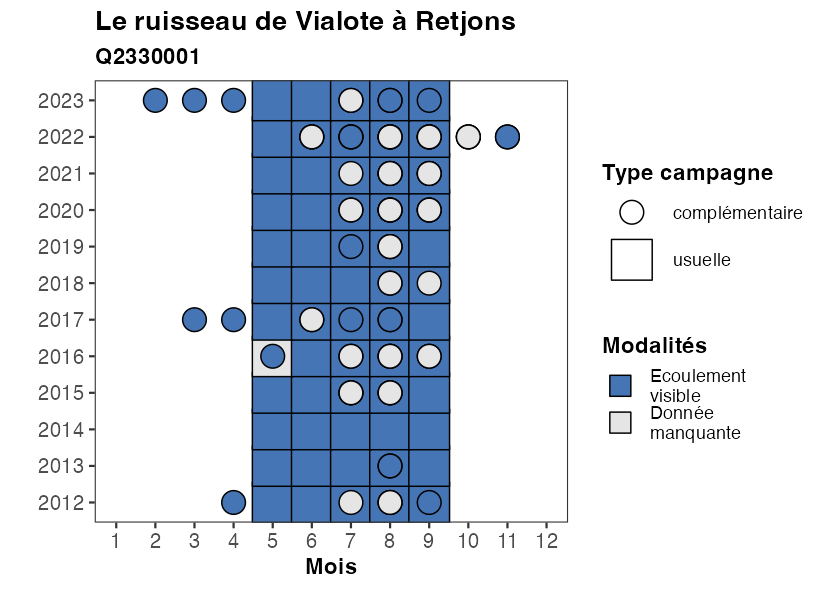 Le ruisseau de Vialote à Retjons
Q2330001
2023
2022
2021
2020
2019
2018
2017
2016
2015
2014
2013
2012
1 2 3 4 5 6 7 8 9 10 11 12
Mois
Type campagne
complémentaire
usuelle
Modalités
Ecoulement
visible
Donnée
manquante